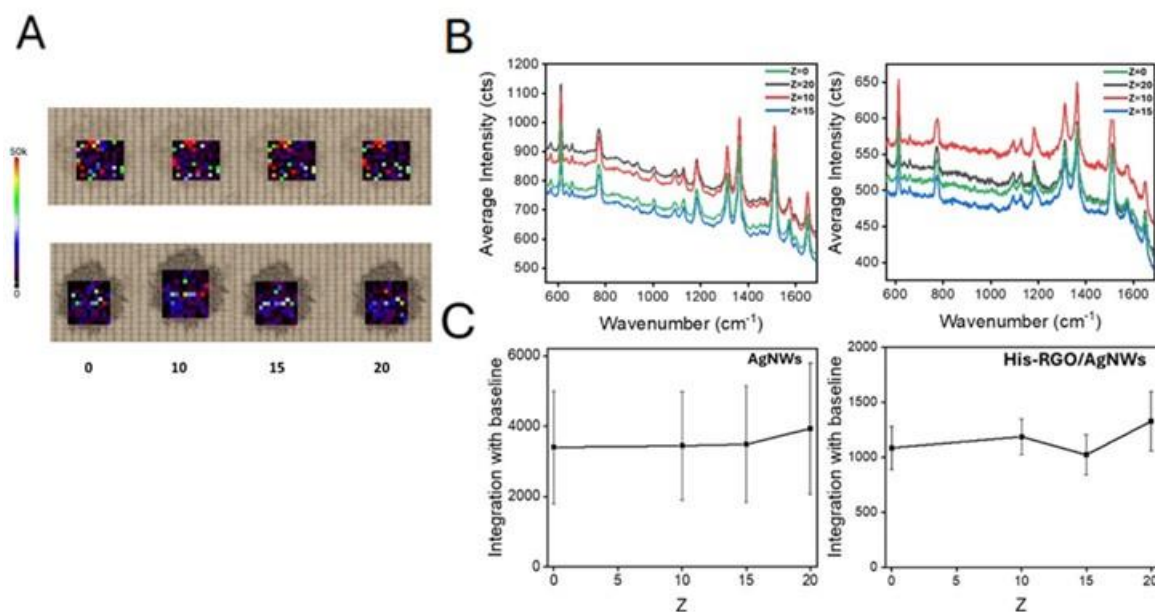 A
50k
0
0 10 15 20
B
Average Intensity (cts)
1200
1100
1000
900
800
700
600
500
600 800 1000 1200 1400 1600
Wavenumber (cm⁻¹)
Z=0
Z=20
Z=10
Z=15
Average Intensity (cts)
650
600
550
500
450
400
600 800 1000 1200 1400 1600
Wavenumber (cm⁻¹)
Z=0
Z=20
Z=10
Z=15
C
Integration with baseline
6000
4000
2000
0
0 5 10 15 20
Z
AgNWs
Integration with baseline
2000
1500
1000
500
0
0 5 10 15 20
Z
His-RGO/AgNWs